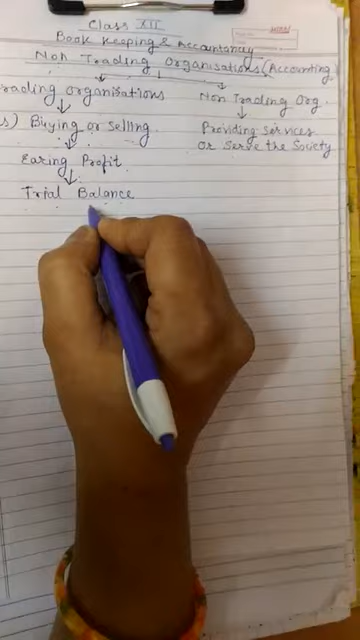 Class XII
Book Keeping & Accountancy
Non Trading Organisations (Accounting)
rading organisations
Non Trading Org.
s) Buying or Selling
Providing services
or serve the Society
Earing Profit
Trial Balance